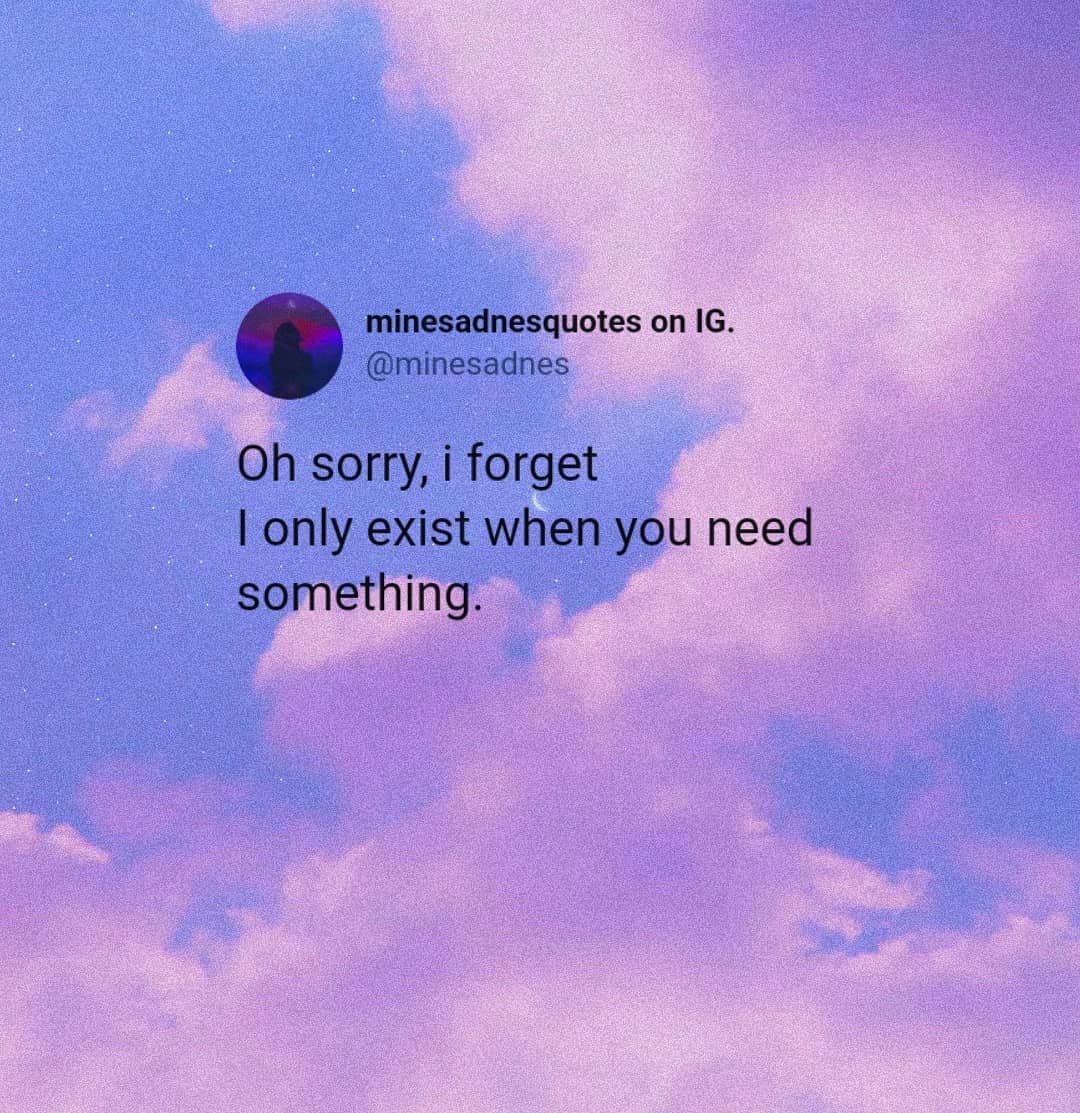 minesadnesquotes on IG.
@minesadnes
Oh sorry, i forget
I only exist when you need
something.